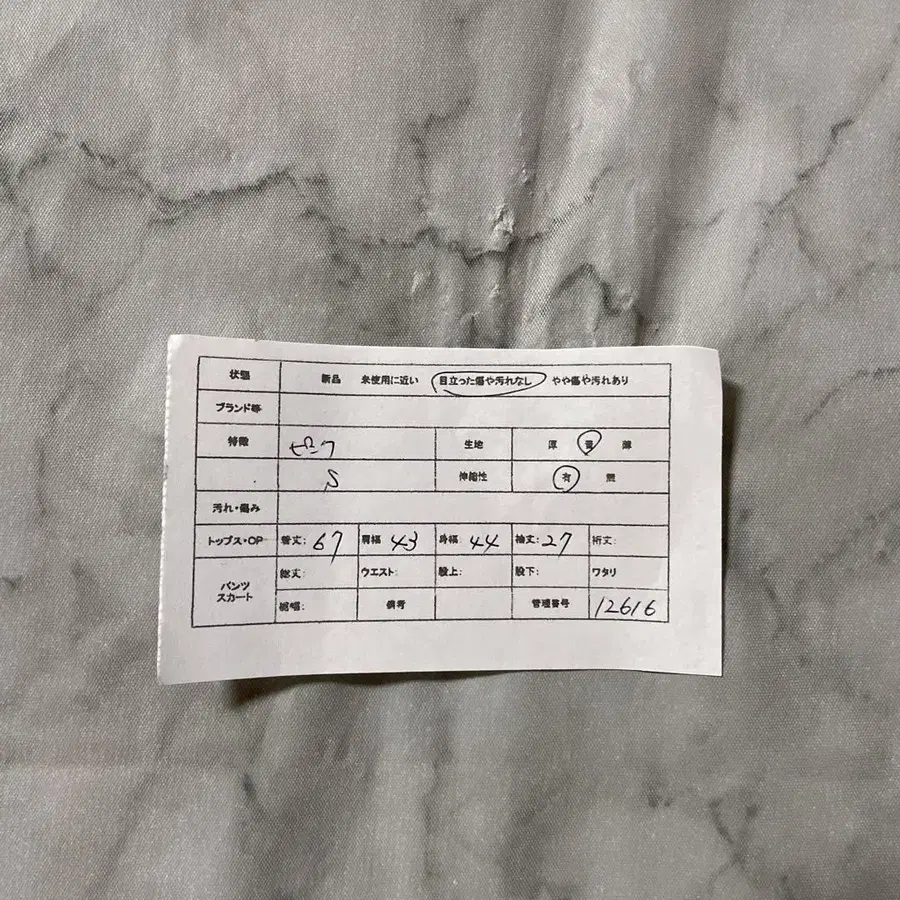 状態 新品 未使用に近い 目立った傷や汚れなし やや傷や汚れあり
ブランド等
特徴 生地 厚 普 薄
S 伸縮性 有 無
汚れ・傷み
トップス・OP 着丈: 67 肩幅 43 身幅 44 袖丈: 27 裄丈:
パンツ スカート 総丈: ウエスト: 股上: 股下: ワタリ
裾幅: 備考 管理番号 12616